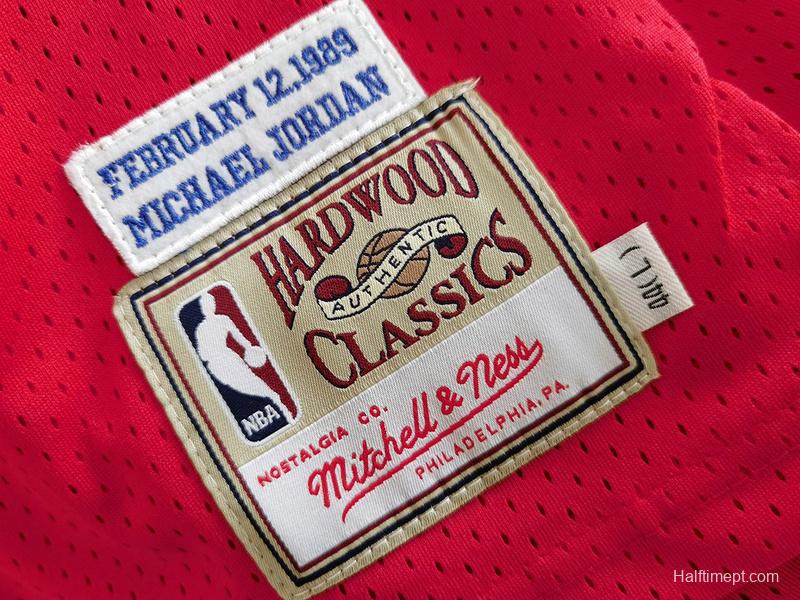 FEBRUARY 12,1989
MICHAEL JORDAN
HARDWOOD
AUTHENTIC
CLASSICS
NBA
NOSTALGIA CO.
Mitchell & Ness
PHILADELPHIA, PA.
44(L)
Halftimept.com